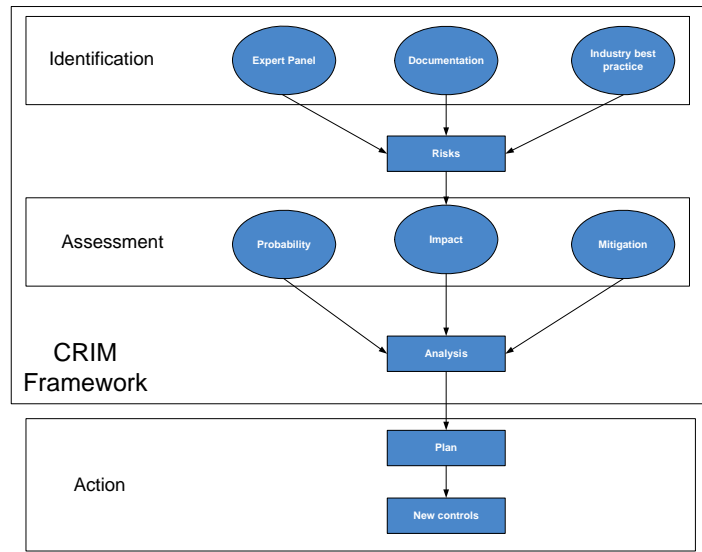 Identification
Expert Panel
Documentation
Industry best
practice
Risks
Assessment
Probability
Impact
Mitigation
CRIM
Framework
Analysis
Action
Plan
New controls